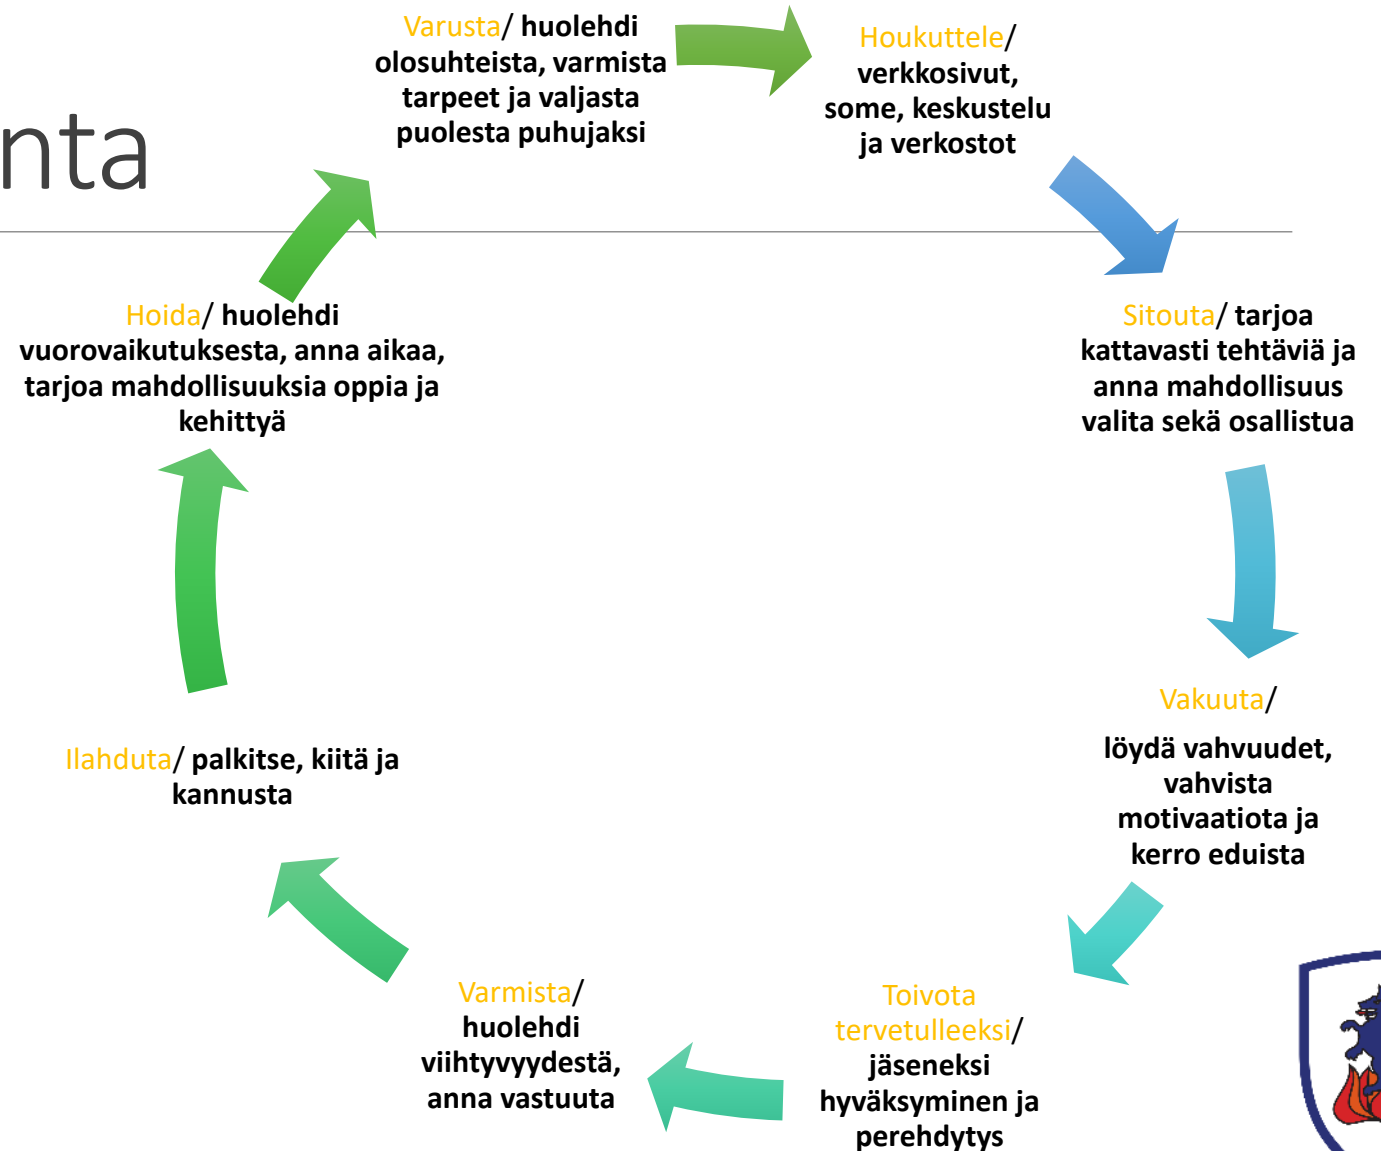 nta
Varusta/ huolehdi
olosuhteista, varmista
tarpeet ja valjasta
puolesta puhujaksi
Houkuttele/
verkkosivut,
some, keskustelu
ja verkostot
Sitouta/ tarjoa
kattavasti tehtäviä ja
anna mahdollisuus
valita sekä osallistua
Vakuuta/
löydä vahvuudet,
vahvista
motivaatiota ja
kerro eduista
Toivota
tervetulleeksi/
jäseneksi
hyväksyminen ja
perehdytys
Varmista/
huolehdi
viihtyvyydestä,
anna vastuuta
Ilahduta/ palkitse, kiitä ja
kannusta
Hoida/ huolehdi
vuorovaikutuksesta, anna aikaa,
tarjoa mahdollisuuksia oppia ja
kehittyä